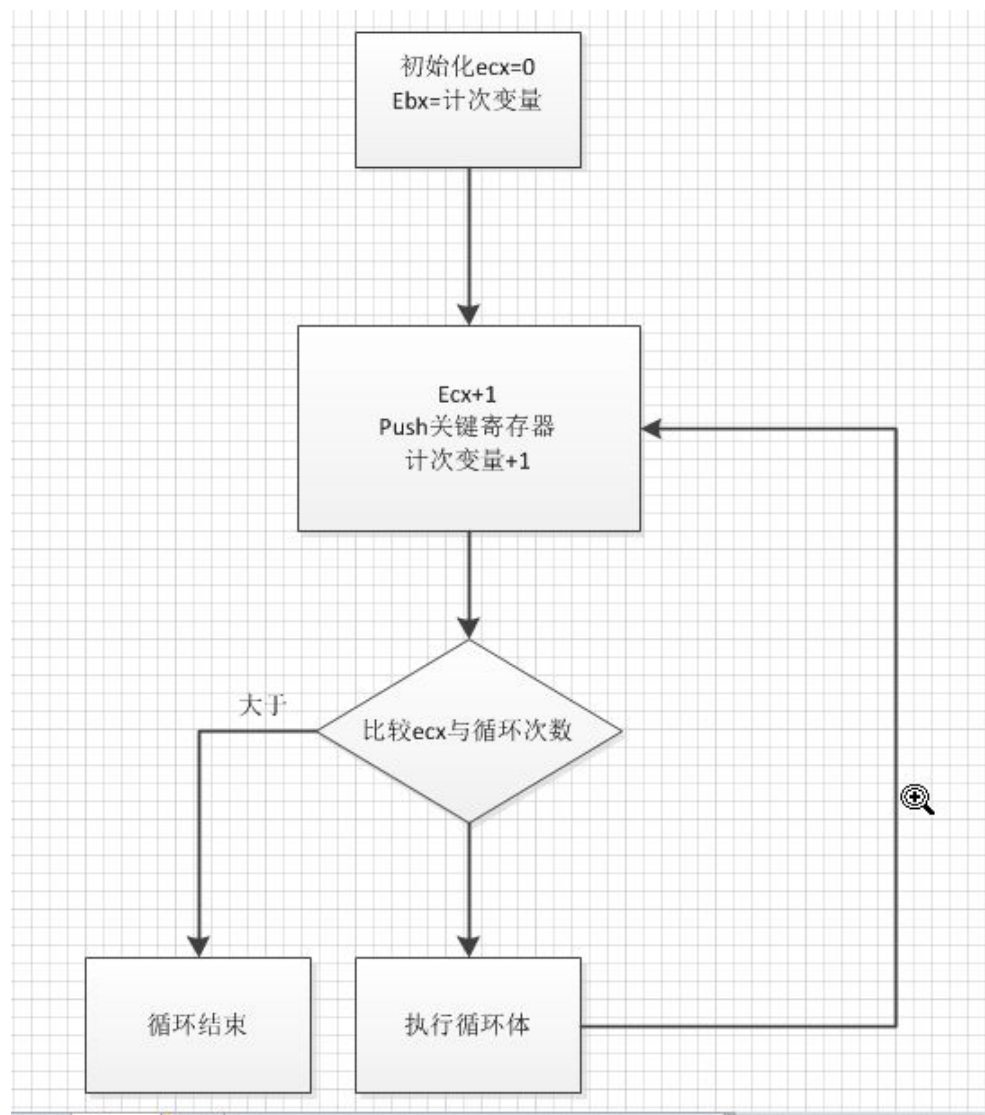 初始化ecx=0
Ebx=计次变量
Ecx+1
Push关键寄存器
计次变量+1
大于
比较ecx与循环次数
循环结束
执行循环体